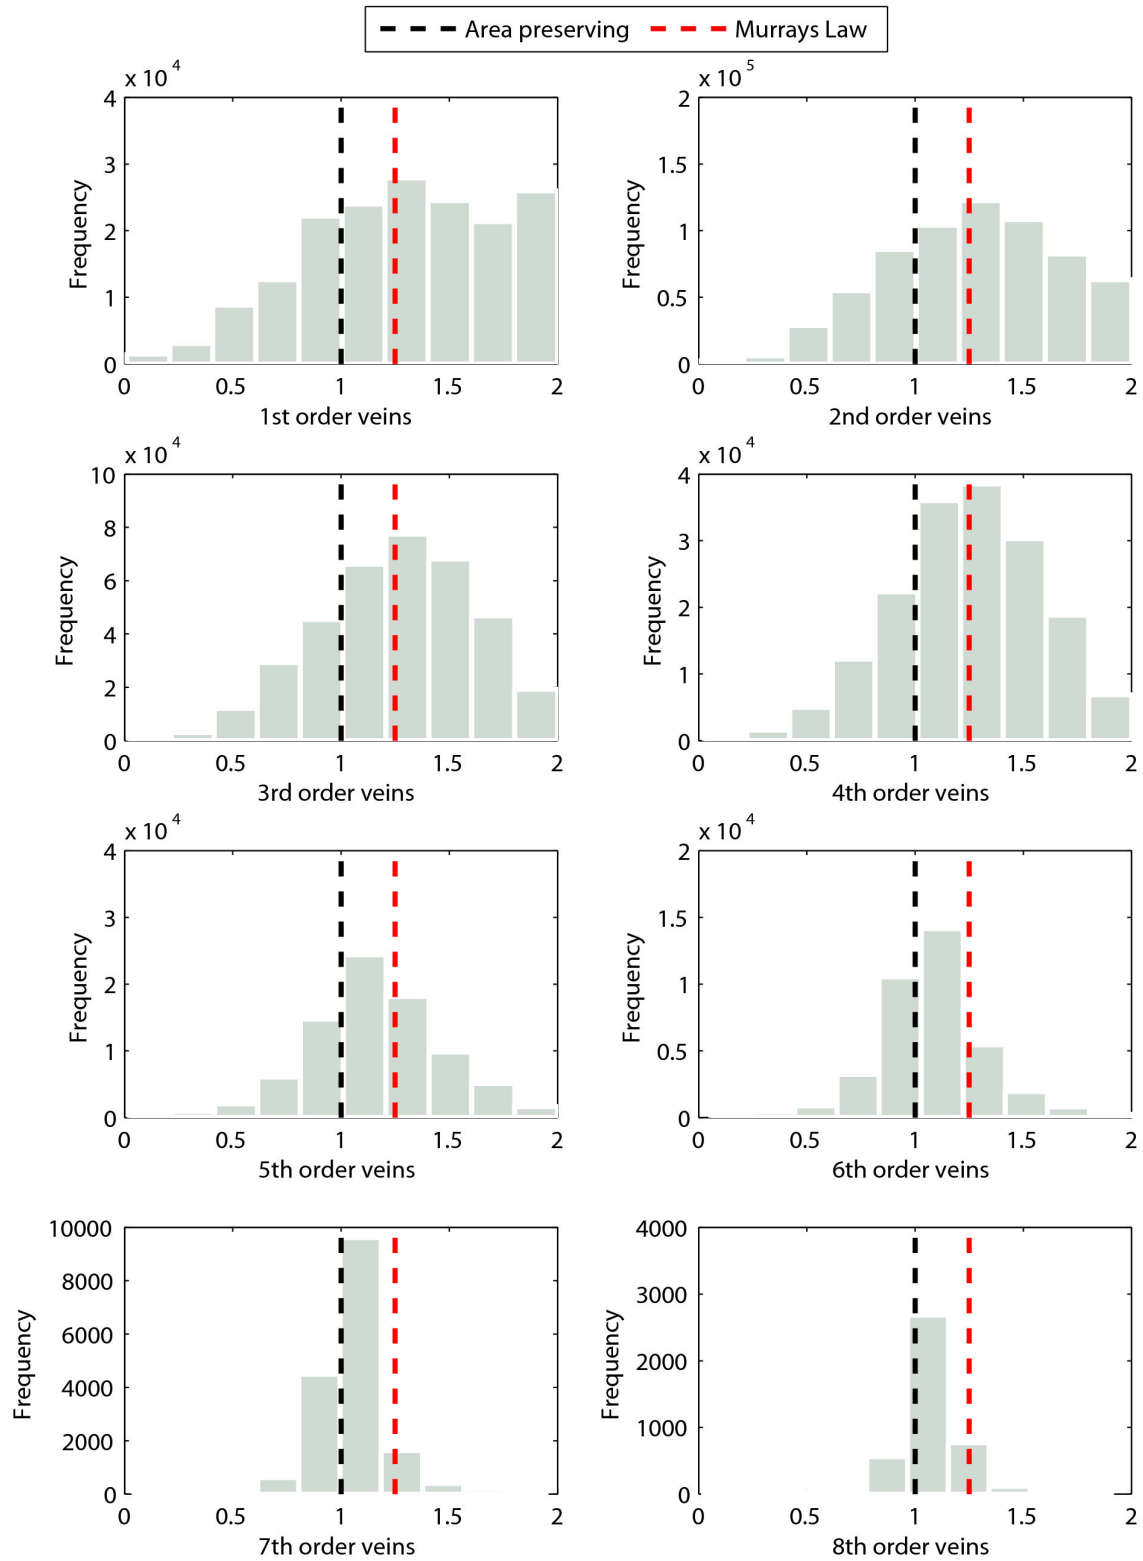 Area preserving Murrays Law
x 10 4 x 10 5
4 2
3 1.5
2 1
1 0.5
0 0
Frequency Frequency
0 0.5 1 1.5 2 0 0.5 1 1.5 2
1st order veins 2nd order veins
x 10 4 x 10 4
10 4
8 3
6 2
4 1
2 0
0
Frequency Frequency
0 0.5 1 1.5 2 0 0.5 1 1.5 2
3rd order veins 4th order veins
x 10 4 x 10 4
4 2
3 1.5
2 1
1 0.5
0 0
Frequency Frequency
0 0.5 1 1.5 2 0 0.5 1 1.5 2
5th order veins 6th order veins
10000 4000
8000 3000
6000 2000
4000 1000
2000 0
0
Frequency Frequency
0 0.5 1 1.5 2 0 0.5 1 1.5 2
7th order veins 8th order veins